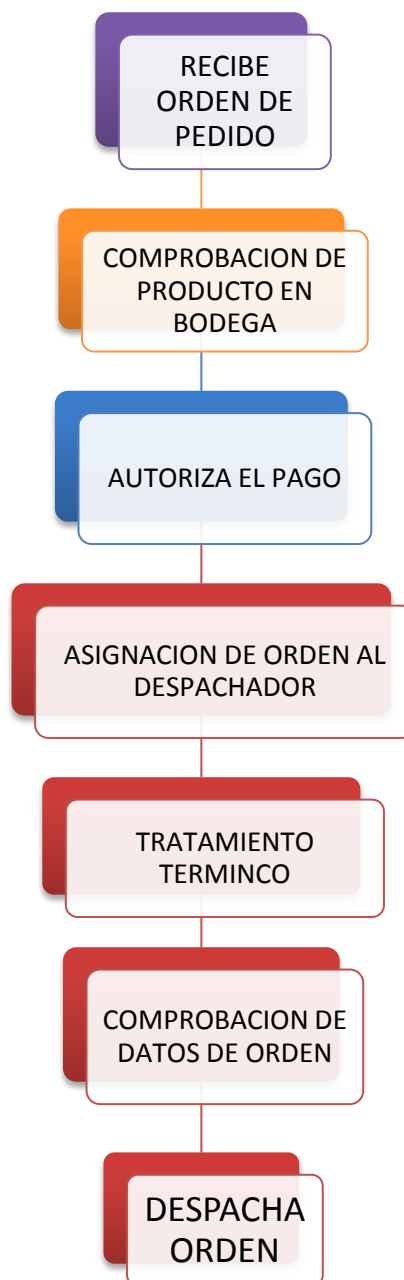 RECIBE
ORDEN DE
PEDIDO
COMPROBACION DE
PRODUCTO EN
BODEGA
AUTORIZA EL PAGO
ASIGNACION DE ORDEN AL
DESPACHADOR
TRATAMIENTO
TERMINCO
COMPROBACION DE
DATOS DE ORDEN
DESPACHA
ORDEN